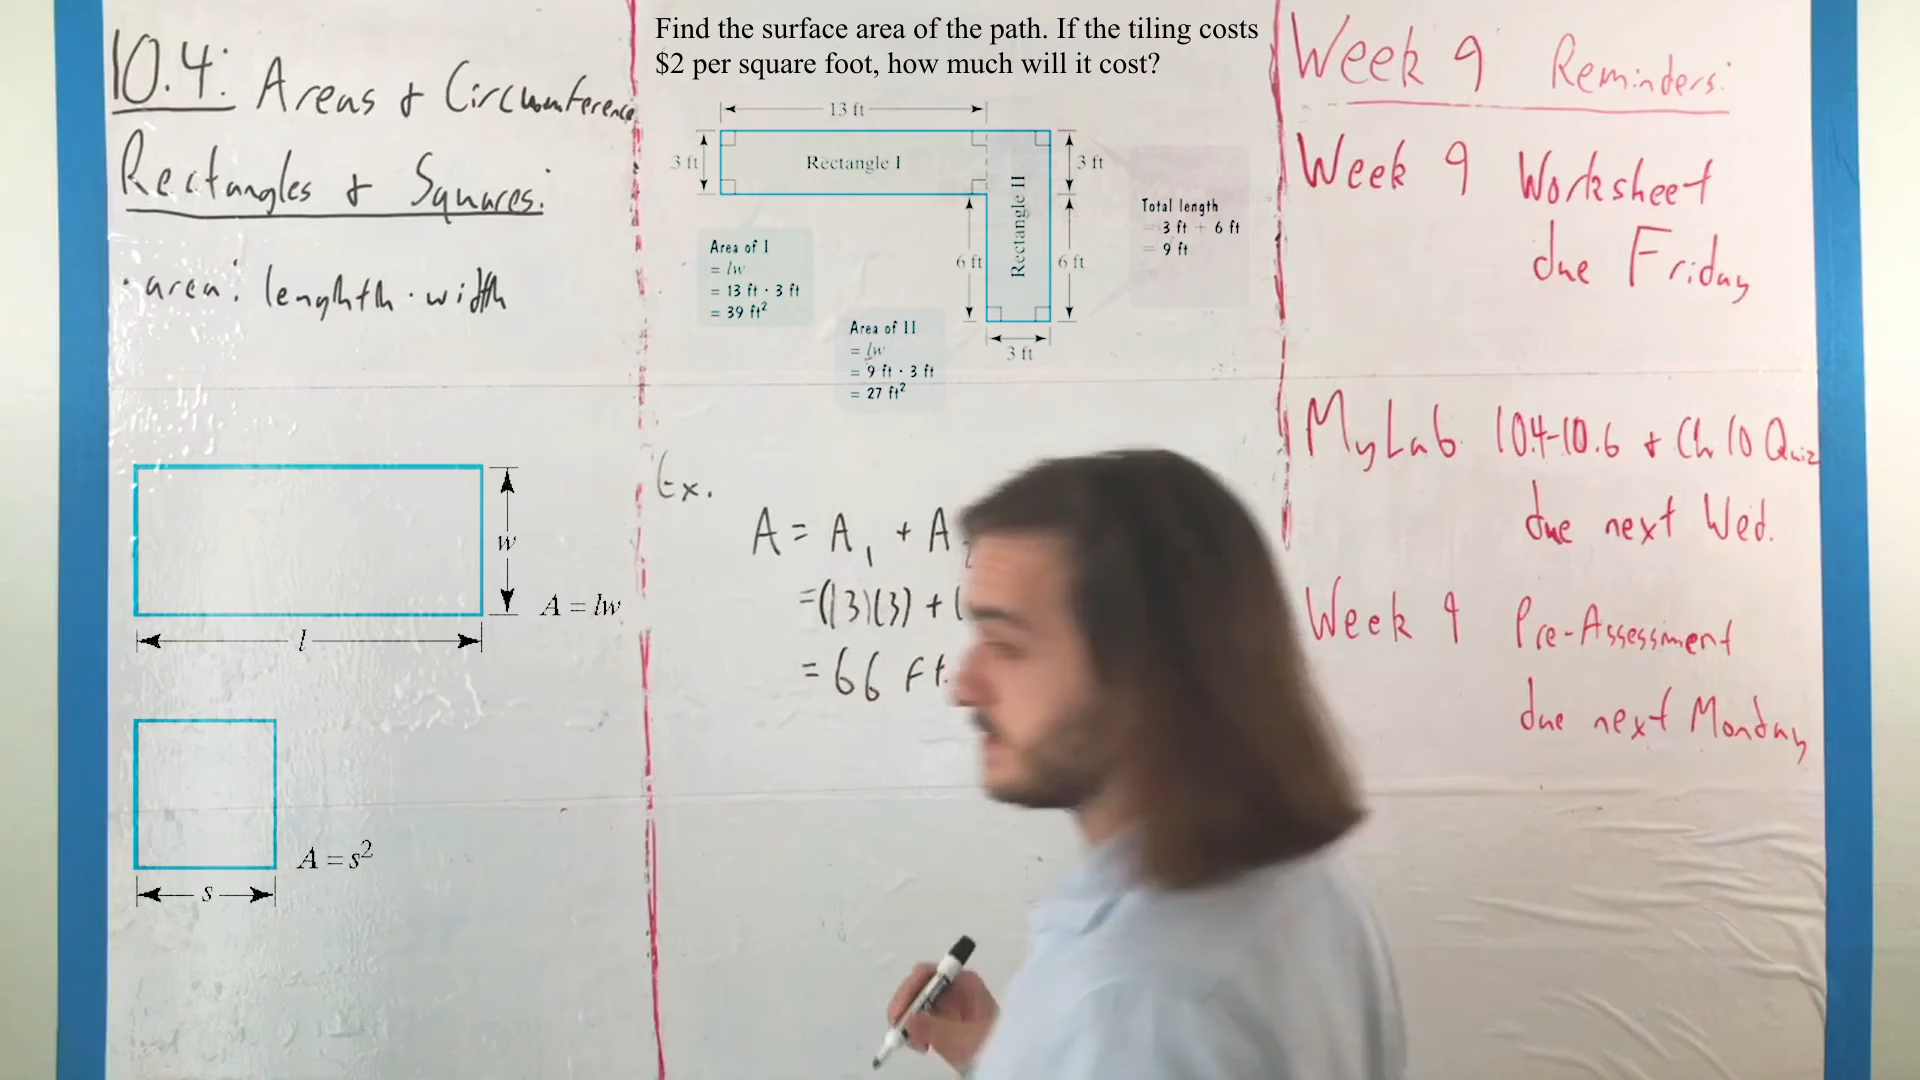 10.4: Areas & Circumference
Rectangles & Squares:
· area: lenghth · width
w
A = lw
l
A = s²
s
Find the surface area of the path. If the tiling costs
$2 per square foot, how much will it cost?
13 ft
3 ft
Rectangle I
Rectangle II
3 ft
6 ft
6 ft
3 ft
Total length
= 3 ft + 6 ft
= 9 ft
Area of I
= lw
= 13 ft · 3 ft
= 39 ft²
Area of II
= lw
= 9 ft · 3 ft
= 27 ft²
Ex.
A = A₁ + A
=(13)(3) + (
= 66 ft.
Week 9 Reminders:
Week 9 Worksheet
due Friday
MyLab 10.4-10.6 & Ch 10 Quiz
due next Wed.
Week 9 Pre-Assessment
due next Monday